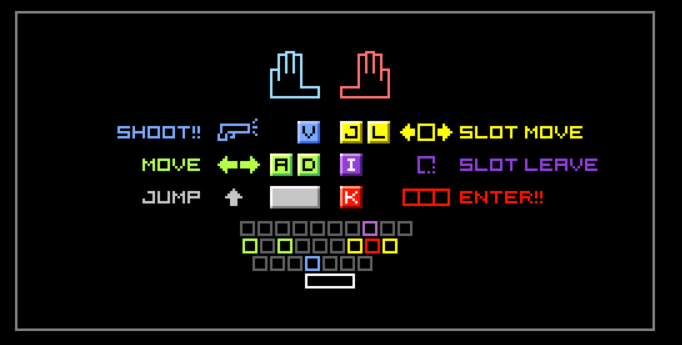 SHOOT!! V J L SLOT MOVE
MOVE A D I SLOT LEAVE
JUMP K ENTER!!